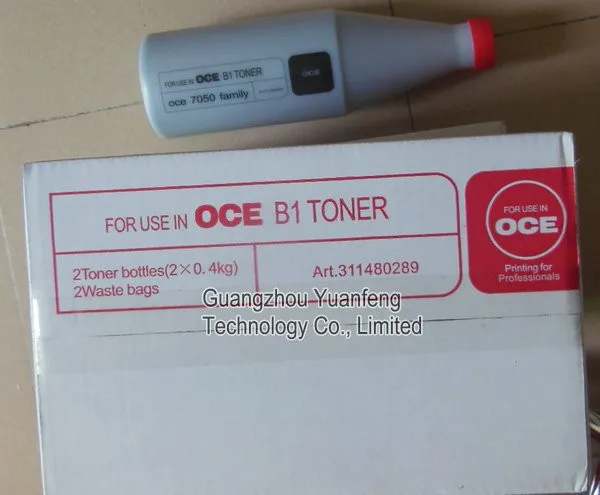 FOR USE IN OCE B1 TONER
oce 7050 family
FOR USE IN OCE B1 TONER
2Toner bottles(2×0.4kg)
2Waste bags
Art.311480289
FOR USE IN
OCE
Printing for
Professionals
Guangzhou Yuanfeng
Technology Co., Limited